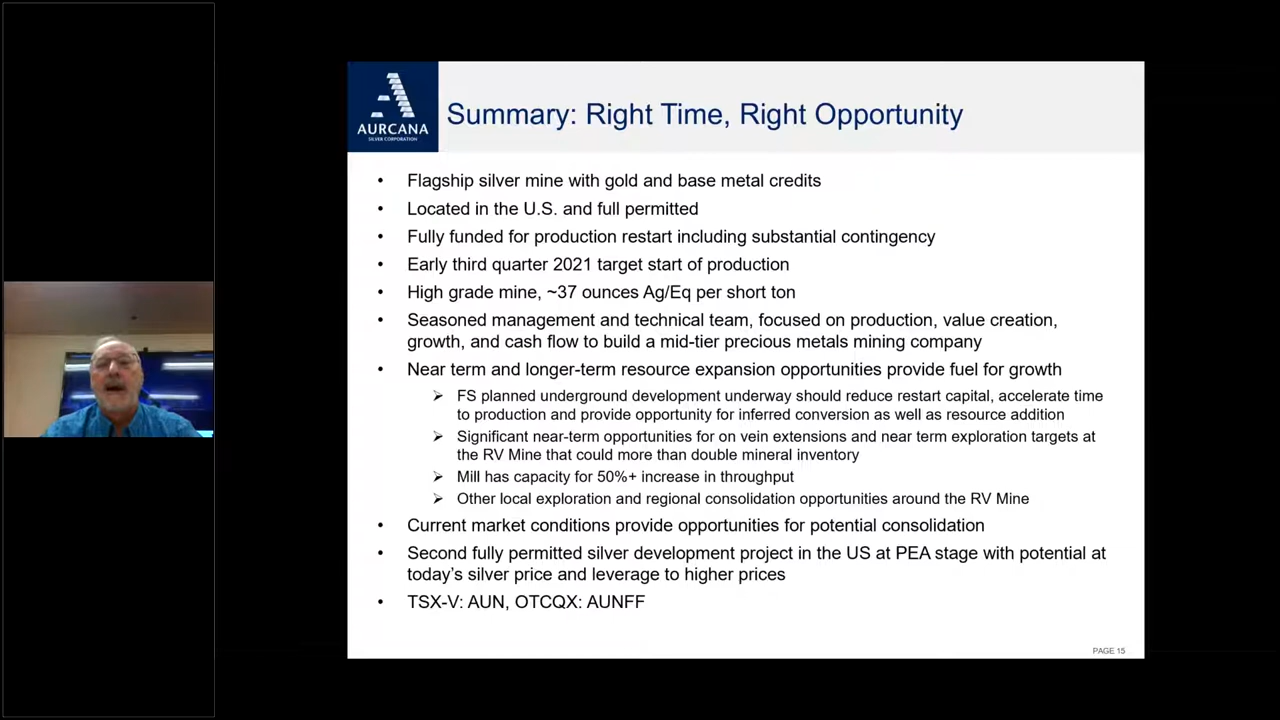 AURCANA
SILVER CORPORATION
Summary: Right Time, Right Opportunity
• Flagship silver mine with gold and base metal credits
• Located in the U.S. and full permitted
• Fully funded for production restart including substantial contingency
• Early third quarter 2021 target start of production
• High grade mine, ~37 ounces Ag/Eq per short ton
• Seasoned management and technical team, focused on production, value creation,
growth, and cash flow to build a mid-tier precious metals mining company
• Near term and longer-term resource expansion opportunities provide fuel for growth
➢ FS planned underground development underway should reduce restart capital, accelerate time
to production and provide opportunity for inferred conversion as well as resource addition
➢ Significant near-term opportunities for on vein extensions and near term exploration targets at
the RV Mine that could more than double mineral inventory
➢ Mill has capacity for 50%+ increase in throughput
➢ Other local exploration and regional consolidation opportunities around the RV Mine
• Current market conditions provide opportunities for potential consolidation
• Second fully permitted silver development project in the US at PEA stage with potential at
today’s silver price and leverage to higher prices
• TSX-V: AUN, OTCQX: AUNFF
PAGE 15